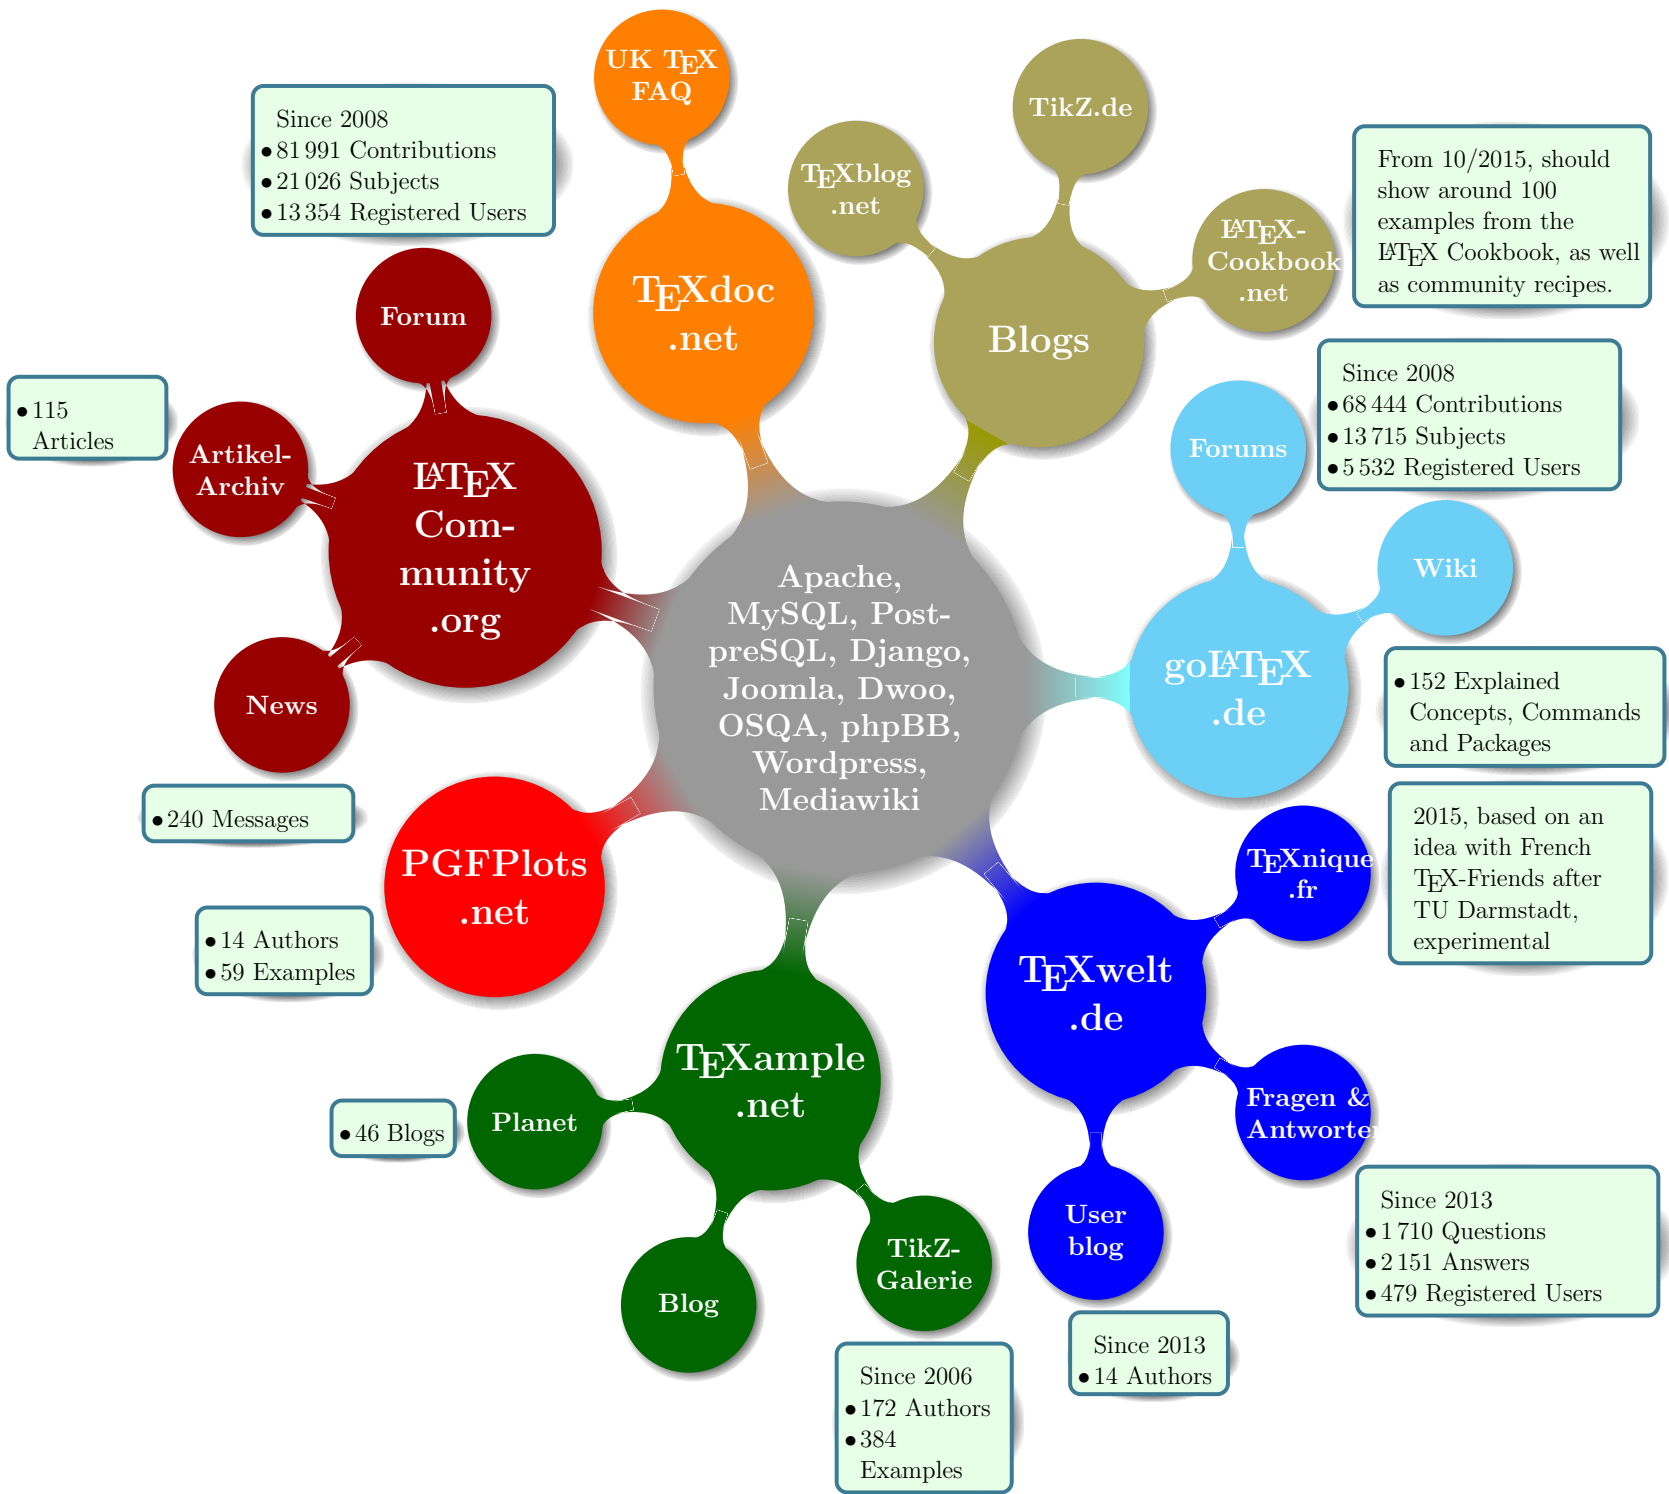 UK TEX
FAQ
TEXdoc
.net
TEXblog
.net
TikZ.de
LATEX-
Cookbook
.net
Blogs
From 10/2015, should
show around 100
examples from the
LATEX Cookbook, as well
as community recipes.
Since 2008
•81 991 Contributions
•21 026 Subjects
•13 354 Registered Users
Forum
•115
Articles
Artikel-
Archiv
LATEX
Com-
munity
.org
News
•240 Messages
Since 2008
•68 444 Contributions
•13 715 Subjects
•5 532 Registered Users
Forums
Wiki
goLATEX
.de
•152 Explained
Concepts, Commands
and Packages
Apache,
MySQL, Post-
preSQL, Django,
Joomla, Dwoo,
OSQA, phpBB,
Wordpress,
Mediawiki
PGFPlots
.net
•14 Authors
•59 Examples
2015, based on an
idea with French
TEX-Friends after
TU Darmstadt,
experimental
TEXnique
.fr
TEXwelt
.de
Fragen &
Antworten
Since 2013
•1 710 Questions
•2 151 Answers
•479 Registered Users
User
blog
Since 2013
•14 Authors
TEXample
.net
Planet
•46 Blogs
Blog
TikZ-
Galerie
Since 2006
•172 Authors
•384
Examples